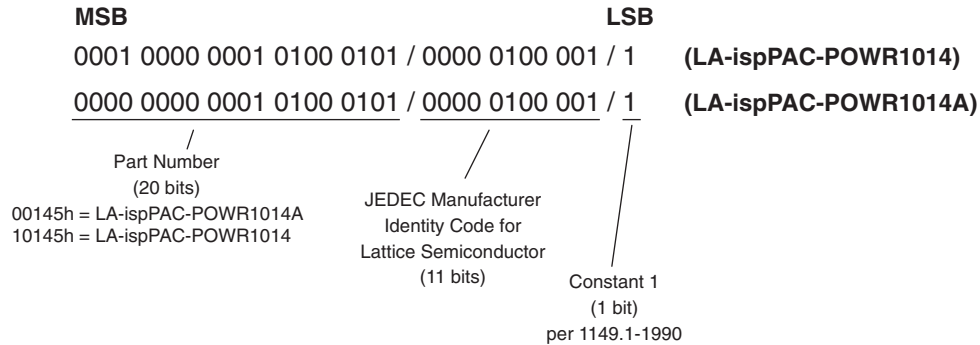 MSB LSB
0001 0000 0001 0100 0101 / 0000 0100 001 / 1 (LA-ispPAC-POWR1014)
0000 0000 0001 0100 0101 / 0000 0100 001 / 1 (LA-ispPAC-POWR1014A)
Part Number
(20 bits)
00145h = LA-ispPAC-POWR1014A
10145h = LA-ispPAC-POWR1014
JEDEC Manufacturer
Identity Code for
Lattice Semiconductor
(11 bits)
Constant 1
(1 bit)
per 1149.1-1990